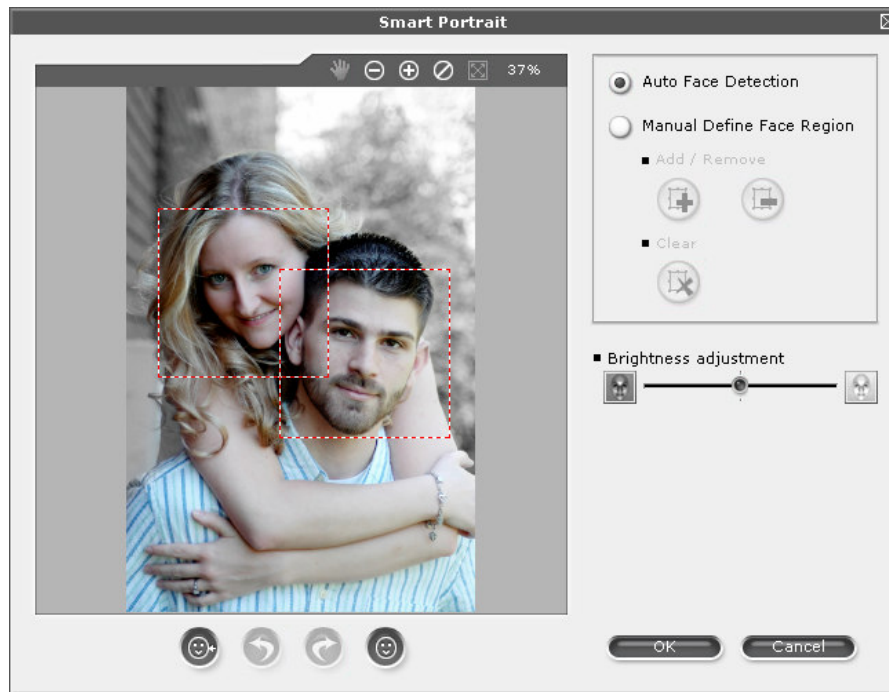 Smart Portrait
37%
Auto Face Detection
Manual Define Face Region
Add / Remove
Clear
Brightness adjustment
OK
Cancel